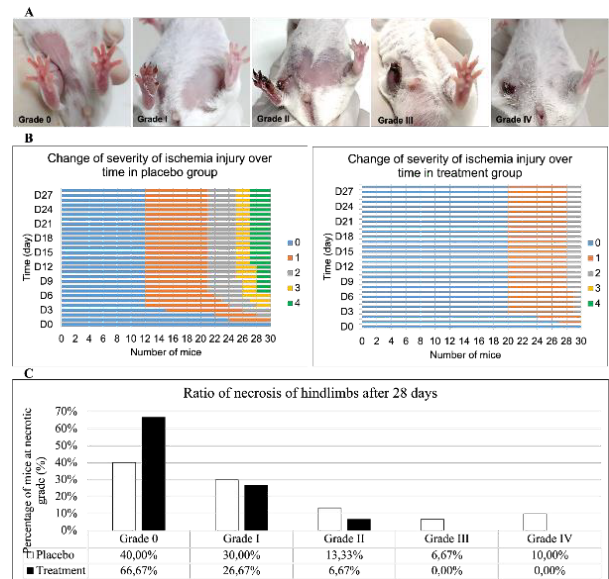 A
Grade 0
Grade I
Grade II
Grade III
Grade IV
B
Change of severity of ischemia injury over
time in placebo group
Time (day)
D27
D24
D21
D18
D15
D12
D9
D6
D3
D0
0 2 4 6 8 10 12 14 16 18 20 22 24 26 28 30
Number of mice
0
1
2
3
4
Change of severity of ischemia injury over
time in treatment group
Time (day)
D27
D24
D21
D18
D15
D12
D9
D6
D3
D0
0 2 4 6 8 10 12 14 16 18 20 22 24 26 28 30
Number of mice
0
1
2
3
4
C
Ratio of necrosis of hindlimbs after 28 days
Percentage of mice at necrotic
grade (%)
70%
60%
50%
40%
30%
20%
10%
0%
Grade 0 Grade I Grade II Grade III Grade IV
Placebo 40,00% 30,00% 13,33% 6,67% 10,00%
Treatment 66,67% 26,67% 6,67% 0,00% 0,00%